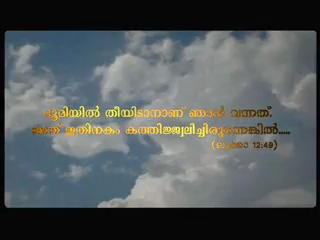 ഭൂമിയിൽ തീയിടാനാണ് ഞാൻ വന്നത്.
അത് ഇതിനകം കത്തിജ്ജ്വലിച്ചിരുന്നെങ്കിൽ.....
(ലൂക്കാ 12:49)